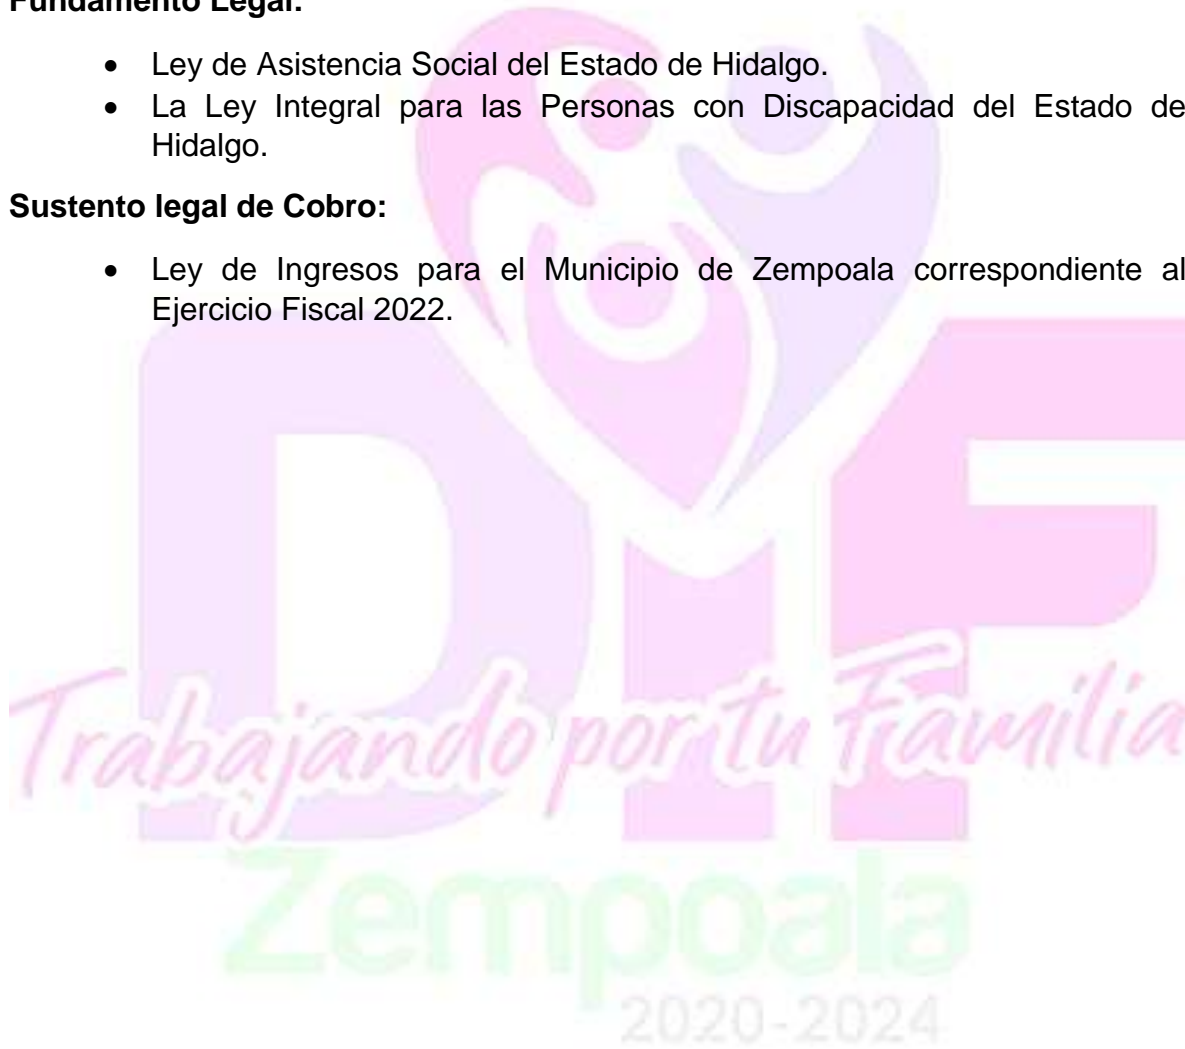 Fundamento Legal:
• Ley de Asistencia Social del Estado de Hidalgo.
• La Ley Integral para las Personas con Discapacidad del Estado de
Hidalgo.
Sustento legal de Cobro:
• Ley de Ingresos para el Municipio de Zempoala correspondiente al
Ejercicio Fiscal 2022.
DIF
Trabajando por tu Familia
Zempoala
2020-2024